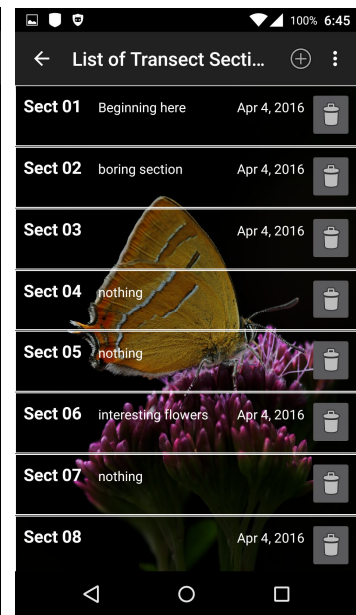 100% 6:45
List of Transect Secti...
Sect 01 Beginning here Apr 4, 2016
Sect 02 boring section Apr 4, 2016
Sect 03 Apr 4, 2016
Sect 04 nothing
Sect 05 nothing
Sect 06 interesting flowers Apr 4, 2016
Sect 07 nothing
Sect 08 Apr 4, 2016